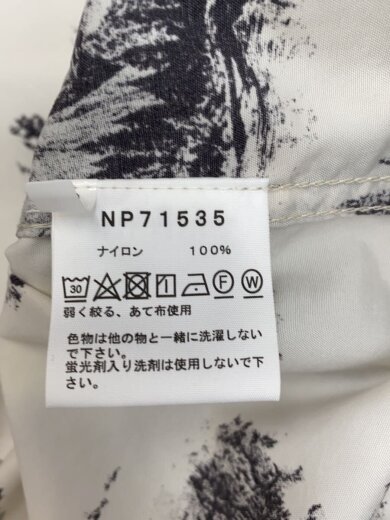 NP71535
ナイロン 100%
30 F W
弱く絞る、あて布使用
色物は他の物と一緒に洗濯しない
で下さい。
蛍光剤入り洗剤は使用しないで下
さい。